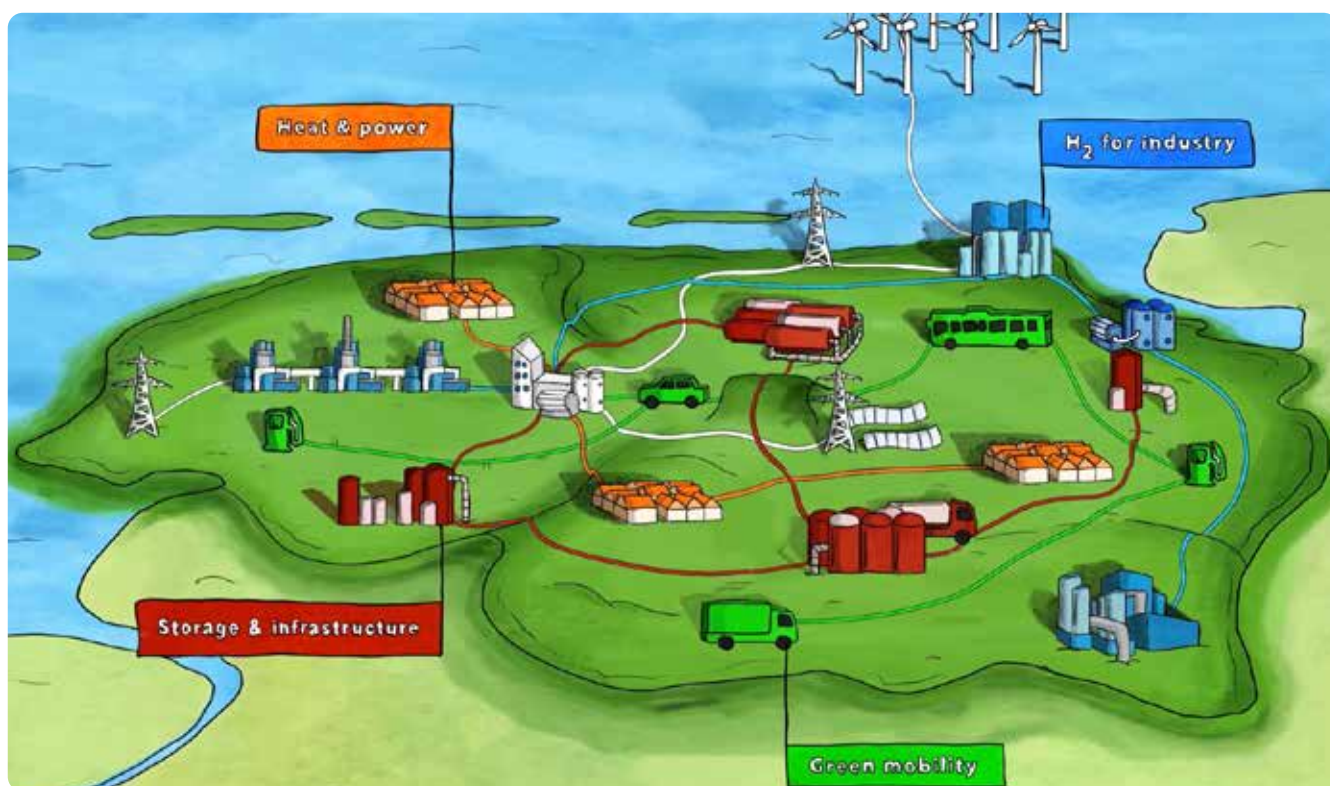 Heat & power
H₂ for industry
Storage & infrastructure
Green mobility